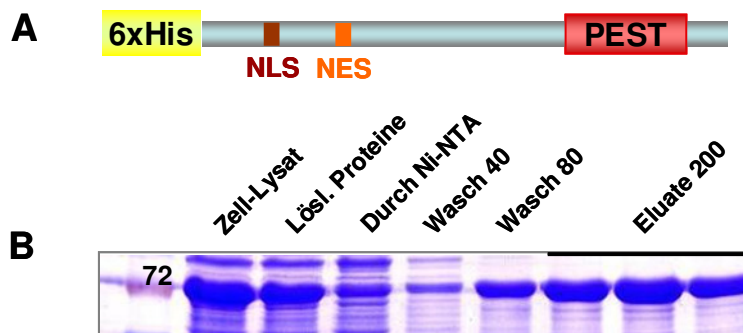 A
6xHis
PEST
NLS NES
Zell-Lysat
Lösl. Proteine
Durch Ni-NTA
Wasch 40
Wasch 80
Eluate 200
B
72